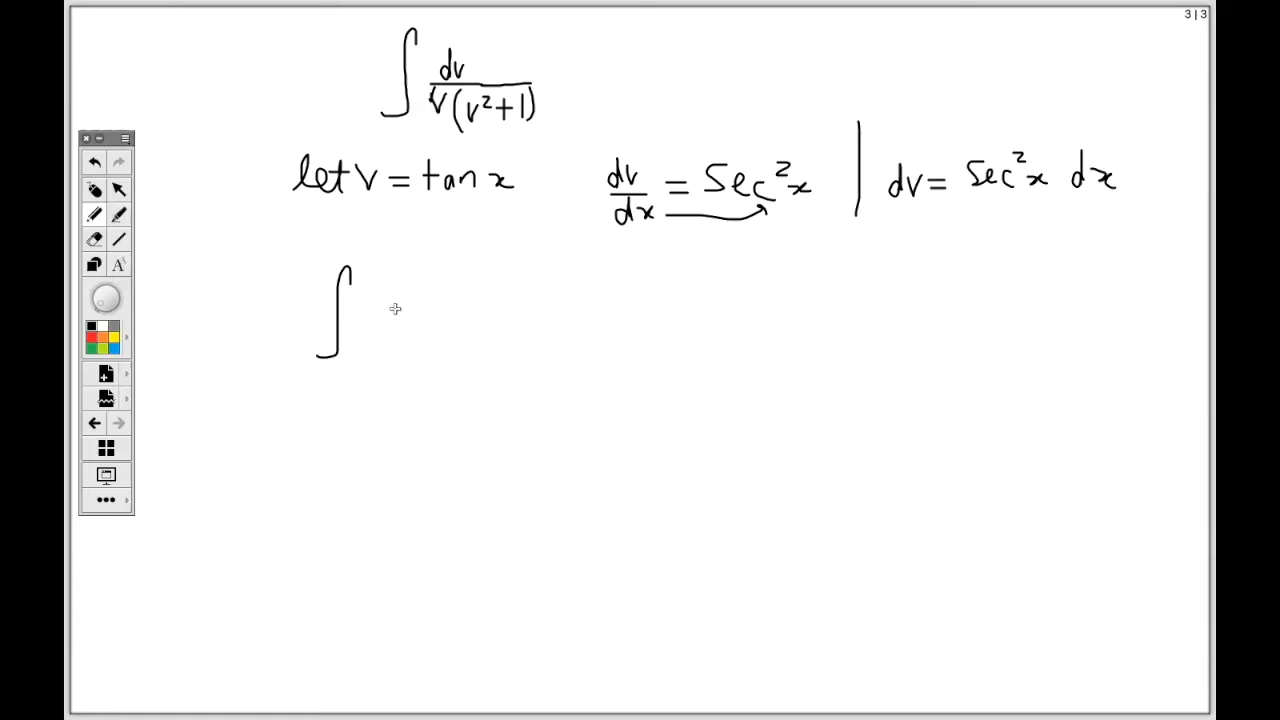 3 | 3
∫ dv / v(v²+1)
let v = tan x dv/dx = Sec²x | dv = Sec²x dx
∫
A